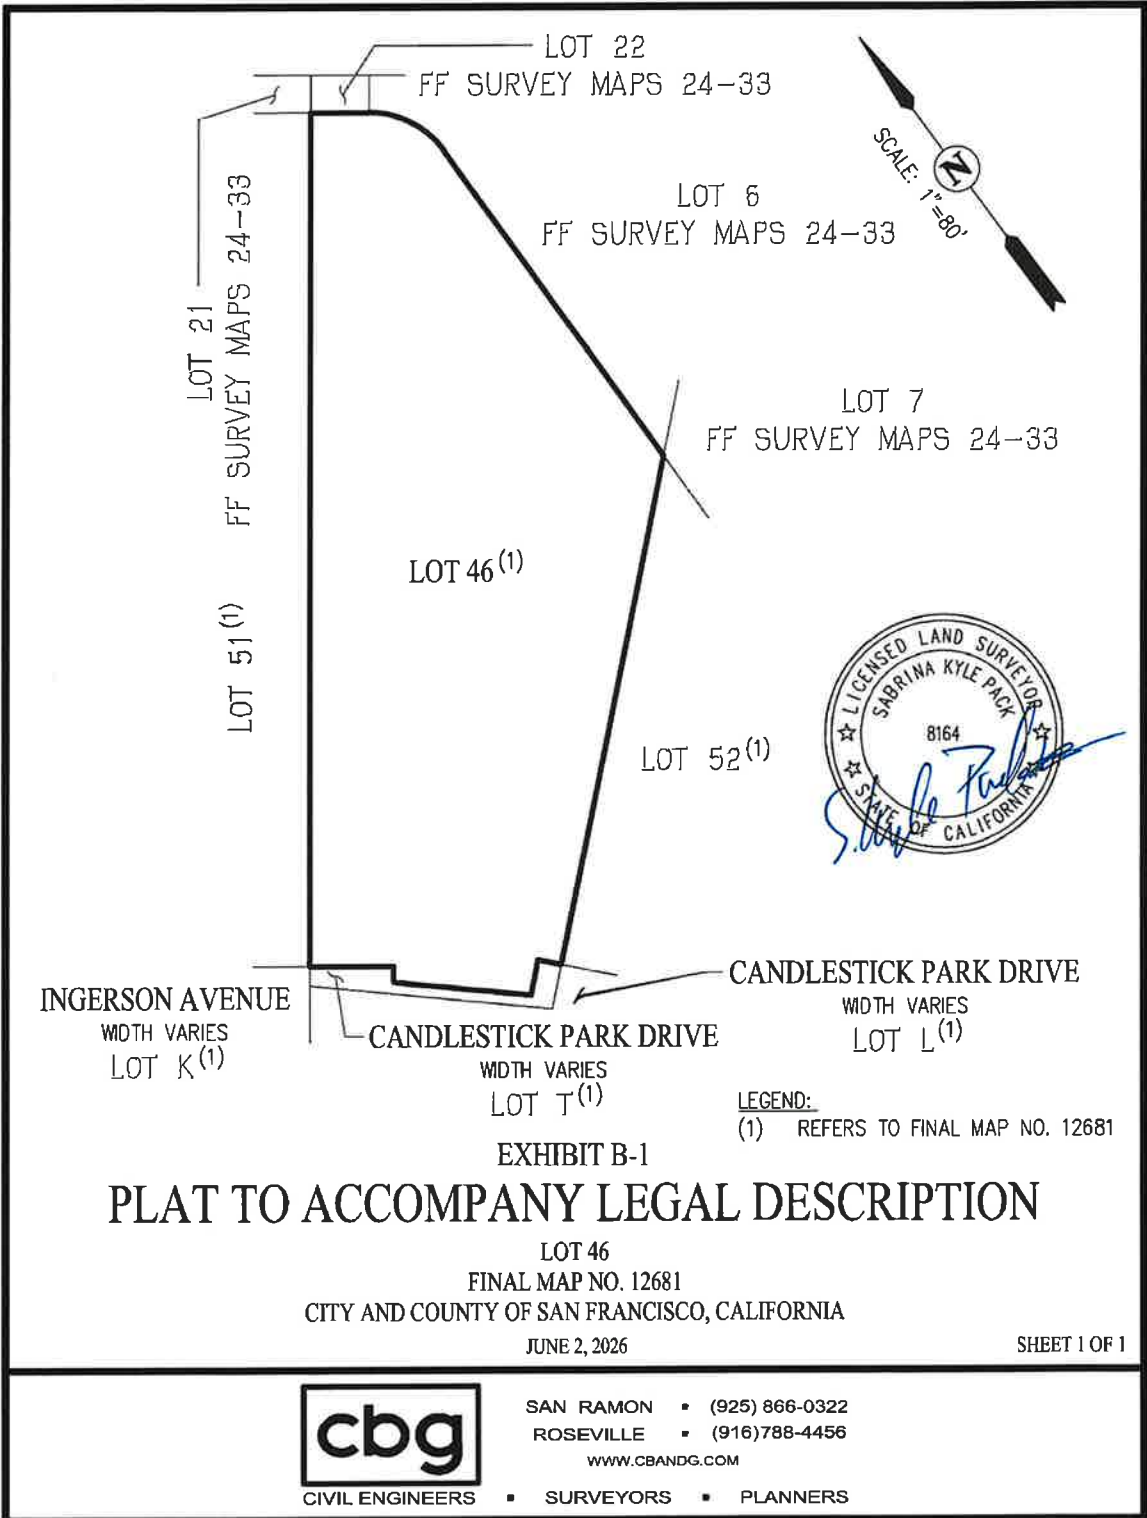 LOT 22
FF SURVEY MAPS 24-33
SCALE: 1"=80'
N
LOT 6
FF SURVEY MAPS 24-33
LOT 21
FF SURVEY MAPS 24-33
LOT 7
FF SURVEY MAPS 24-33
LOT 46(1)
LOT 51(1)
LICENSED LAND SURVEYOR
SABRINA KYLE PACK
8164
STATE OF CALIFORNIA
LOT 52(1)
INGERSON AVENUE
WIDTH VARIES
LOT K(1)
CANDLESTICK PARK DRIVE
WIDTH VARIES
LOT T(1)
CANDLESTICK PARK DRIVE
WIDTH VARIES
LOT L(1)
LEGEND:
(1) REFERS TO FINAL MAP NO. 12681
EXHIBIT B-1
PLAT TO ACCOMPANY LEGAL DESCRIPTION
LOT 46
FINAL MAP NO. 12681
CITY AND COUNTY OF SAN FRANCISCO, CALIFORNIA
JUNE 2, 2026
SHEET 1 OF 1
cbg
SAN RAMON ▪ (925) 866-0322
ROSEVILLE ▪ (916)788-4456
WWW.CBANDG.COM
CIVIL ENGINEERS ▪ SURVEYORS ▪ PLANNERS